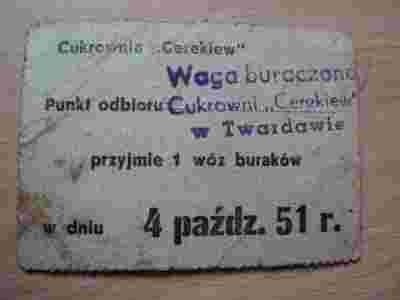 Cukrownia „Cerekiew"
Waga buraczana
Punkt odbioru Cukrowni „Cerekiew"
w Twardawie
przyjmie 1 wóz buraków
w dniu 4 paźdz. 51 r.